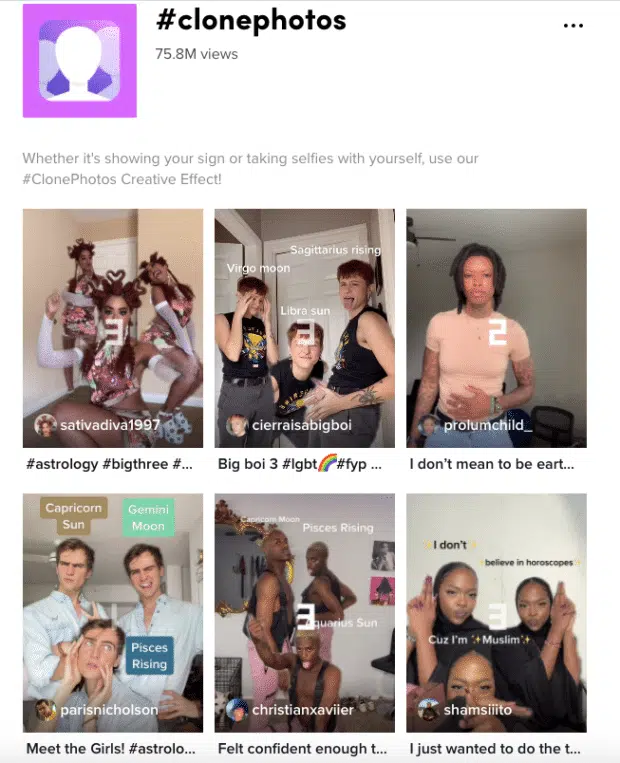 #clonephotos
75.8M views
Whether it's showing your sign or taking selfies with yourself, use our
#ClonePhotos Creative Effect!
3
sativadiva1997
#astrology #bigthree #...
Sagittarius rising
Virgo moon
Libra sun
3
cierraisabigboi
Big boi 3 #lgbt🌈#fyp ...
2
prolumchild_
I don't mean to be eart...
Capricorn
Sun
Gemini
Moon
Pisces
Rising
parisnicholson
Meet the Girls! #astrolo...
Capricorn Moon
Pisces Rising
3
Aquarius Sun
christianxaviier
Felt confident enough t...
✨I don't✨
✨believe in horoscopes✨
3
Cuz I'm ✨Muslim✨
shamsiiito
I just wanted to do the t...